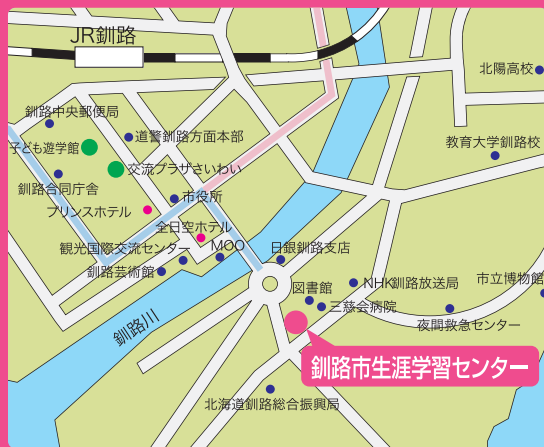 JR釧路
北陽高校
釧路中央郵便局
道警釧路方面本部
教育大学釧路校
子ども遊学館
交流プラザさいわい
釧路合同庁舎
市役所
プリンスホテル
全日空ホテル
観光国際交流センター
MOO
日銀釧路支店
釧路芸術館
図書館
NHK釧路放送局
市立博物館
三慈会病院
釧路川
夜間救急センター
釧路市生涯学習センター
北海道釧路総合振興局